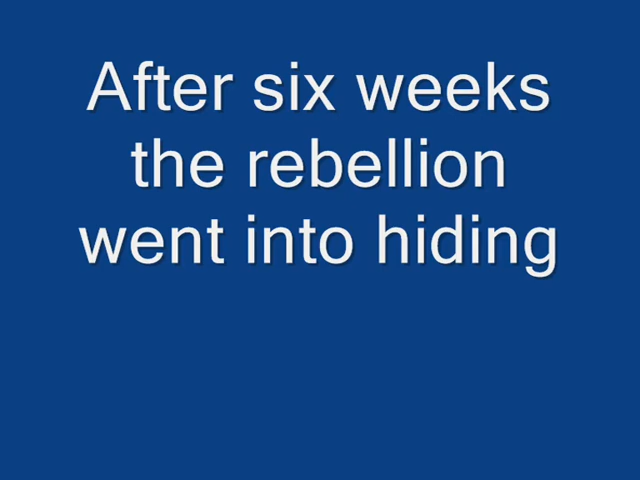 After six weeks
the rebellion
went into hiding